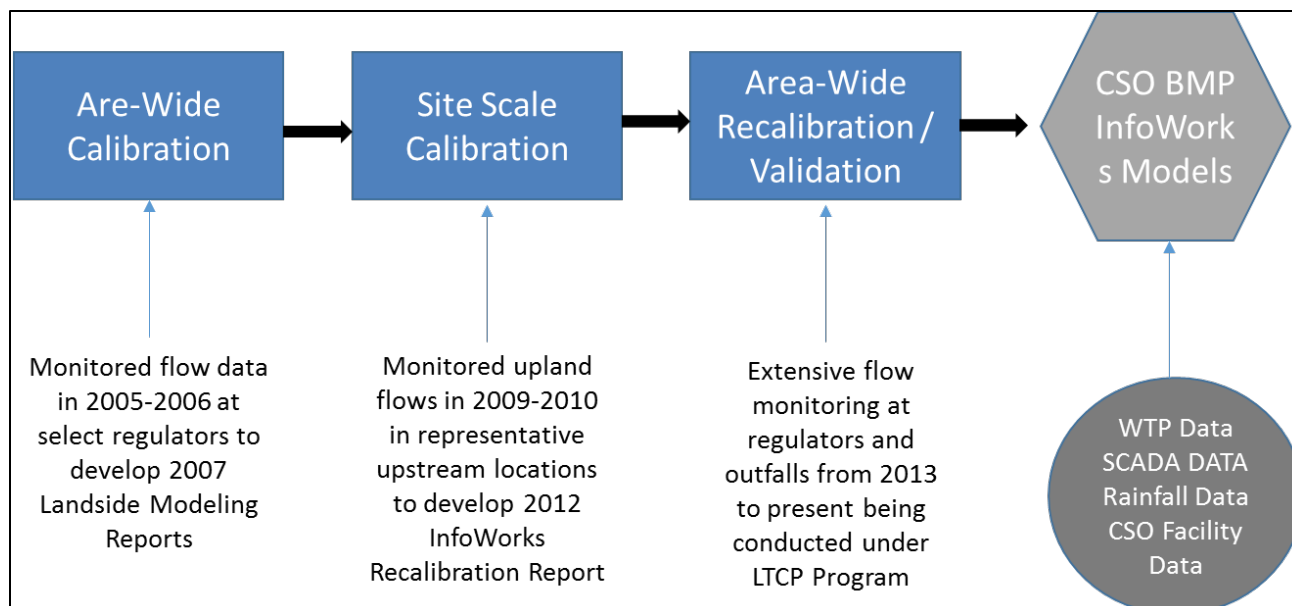 Are-Wide
Calibration
Site Scale
Calibration
Area-Wide
Recalibration /
Validation
CSO BMP
InfoWork
s Models
Monitored flow data
in 2005-2006 at
select regulators to
develop 2007
Landside Modeling
Reports
Monitored upland
flows in 2009-2010
in representative
upstream locations
to develop 2012
InfoWorks
Recalibration Report
Extensive flow
monitoring at
regulators and
outfalls from 2013
to present being
conducted under
LTCP Program
WTP Data
SCADA DATA
Rainfall Data
CSO Facility
Data